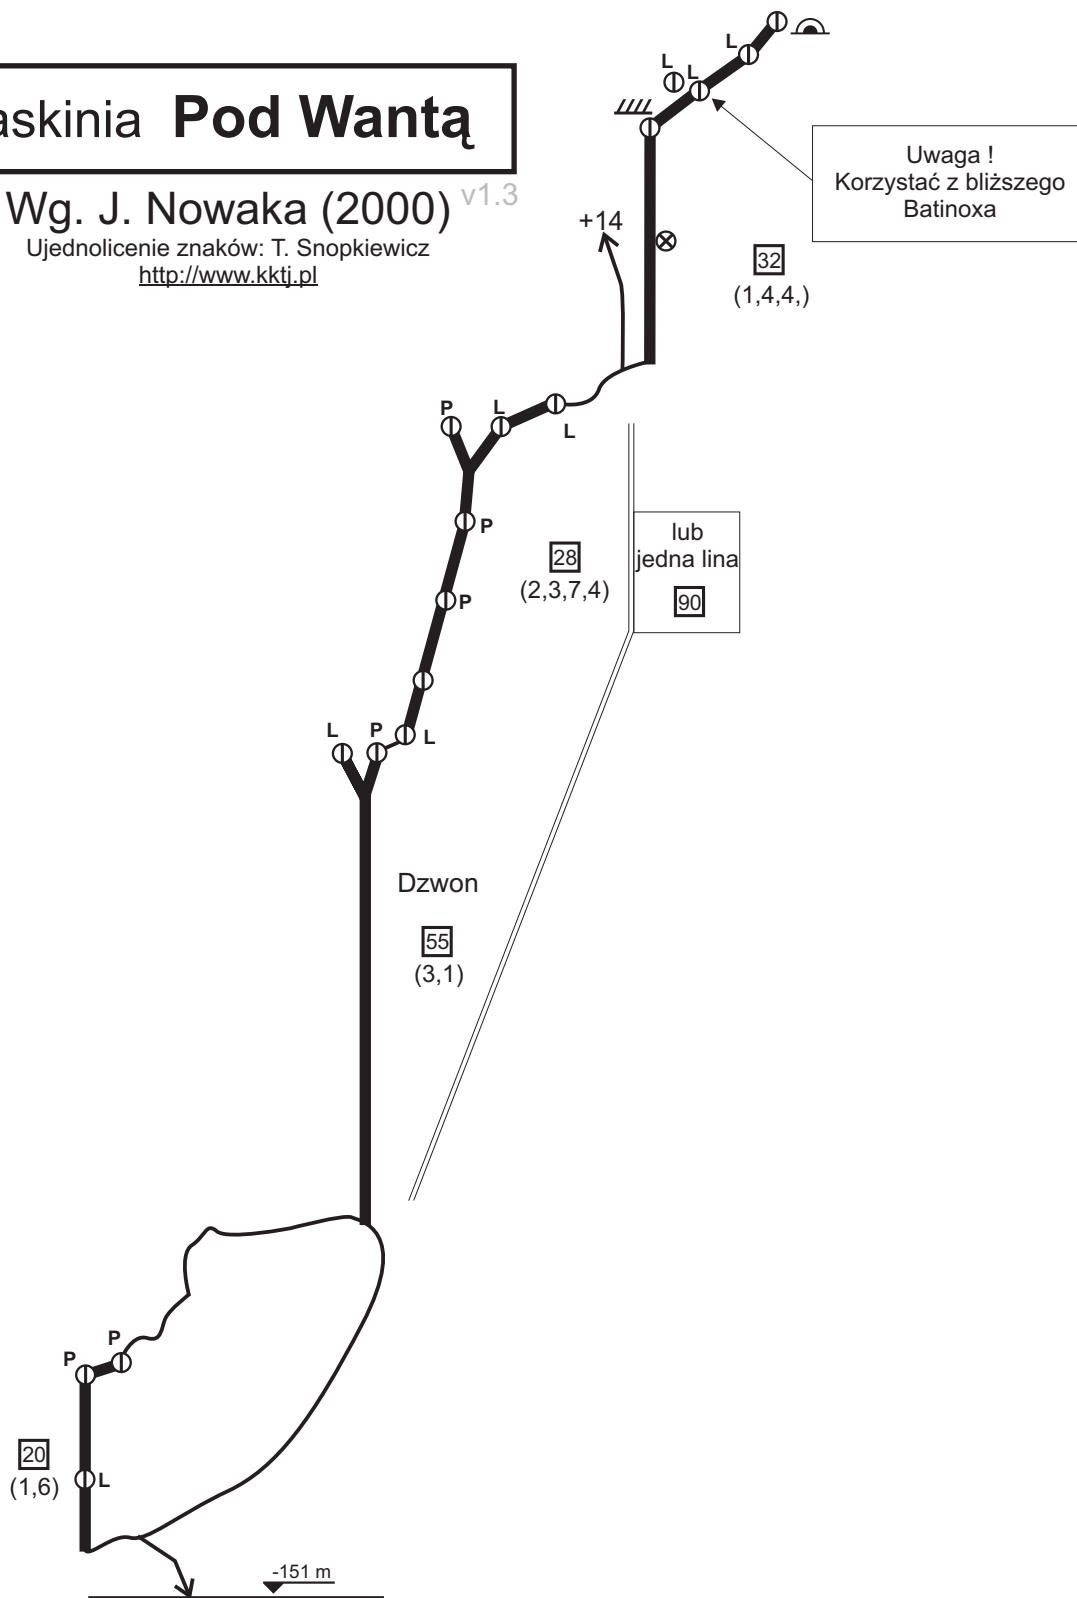 askinia Pod Wantą
Wg. J. Nowaka (2000) v1.3
Ujednolicenie znaków: T. Snopkiewicz
http://www.kktj.pl
L
L
L
Uwaga !
Korzystać z bliższego
Batinoxa
+14
32
(1,4,4,)
P
L
L
P
lub
jedna lina
90
28
(2,3,7,4)
P
L
P
L
Dzwon
55
(3,1)
P
P
20
(1,6)
L
-151 m